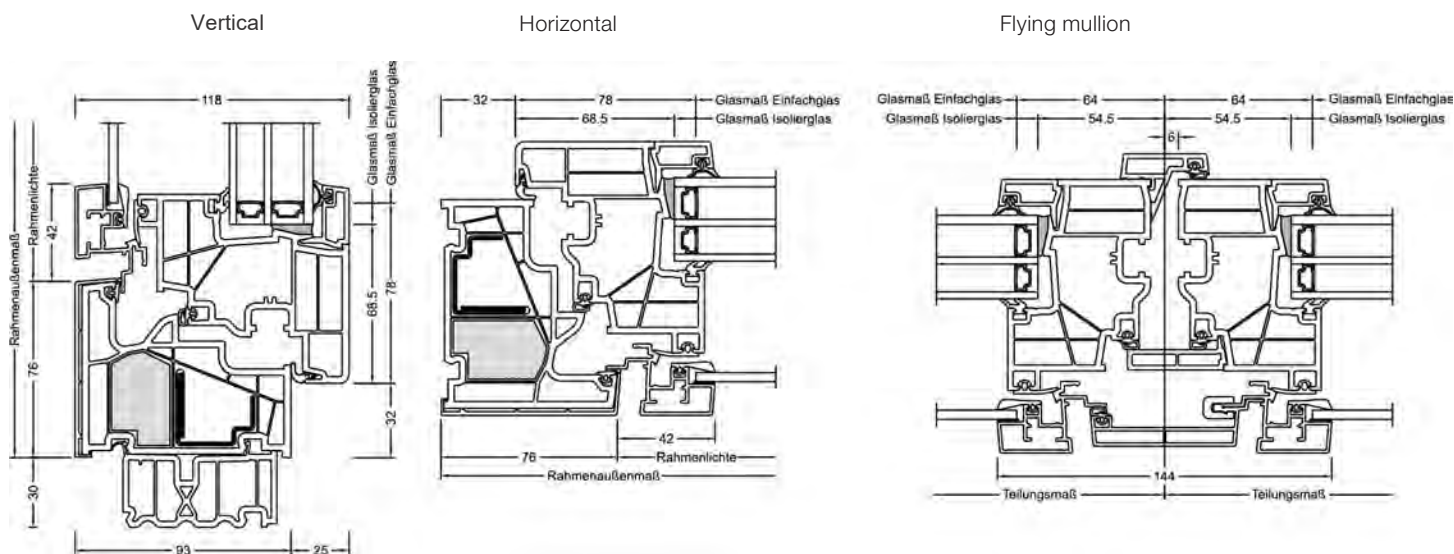 Vertical
Horizontal
Flying mullion
118
Rahmenaußenmaß
Rahmenlichte
42
76
30
93
25
Glasmaß Isolierglas
Glasmaß Einfachglas
68.5
78
32
32
78
Glasmaß Einfachglas
68.5
Glasmaß Isolierglas
42
76
Rahmenlichte
Rahmenaußenmaß
Glasmaß Einfachglas
64
64
Glasmaß Einfachglas
Glasmaß Isolierglas
54.5
54.5
Glasmaß Isolierglas
6
144
Teilungsmaß
Teilungsmaß